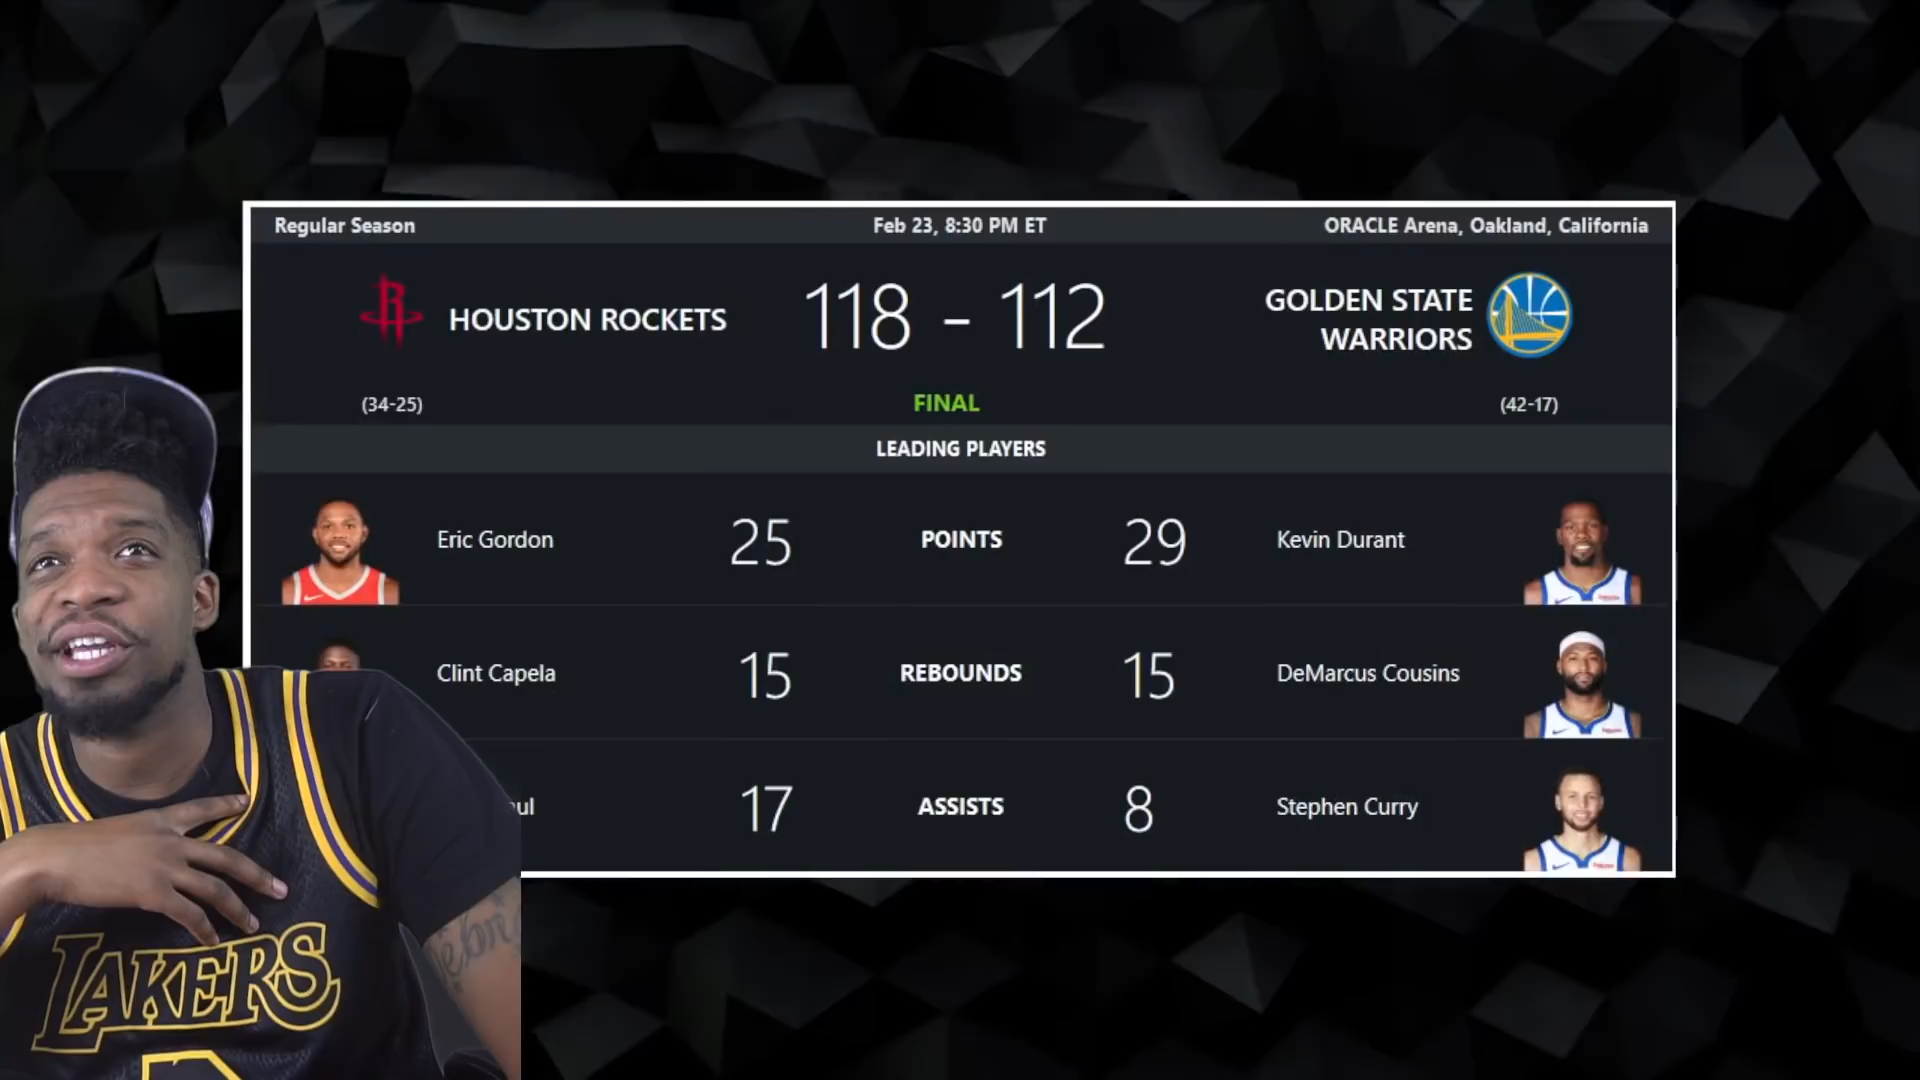 Regular Season
Feb 23, 8:30 PM ET
ORACLE Arena, Oakland, California
HOUSTON ROCKETS
118 - 112
GOLDEN STATE
WARRIORS
(34-25)
FINAL
(42-17)
LEADING PLAYERS
Eric Gordon 25 POINTS 29 Kevin Durant
Clint Capela 15 REBOUNDS 15 DeMarcus Cousins
17 ASSISTS 8 Stephen Curry
LAKERS